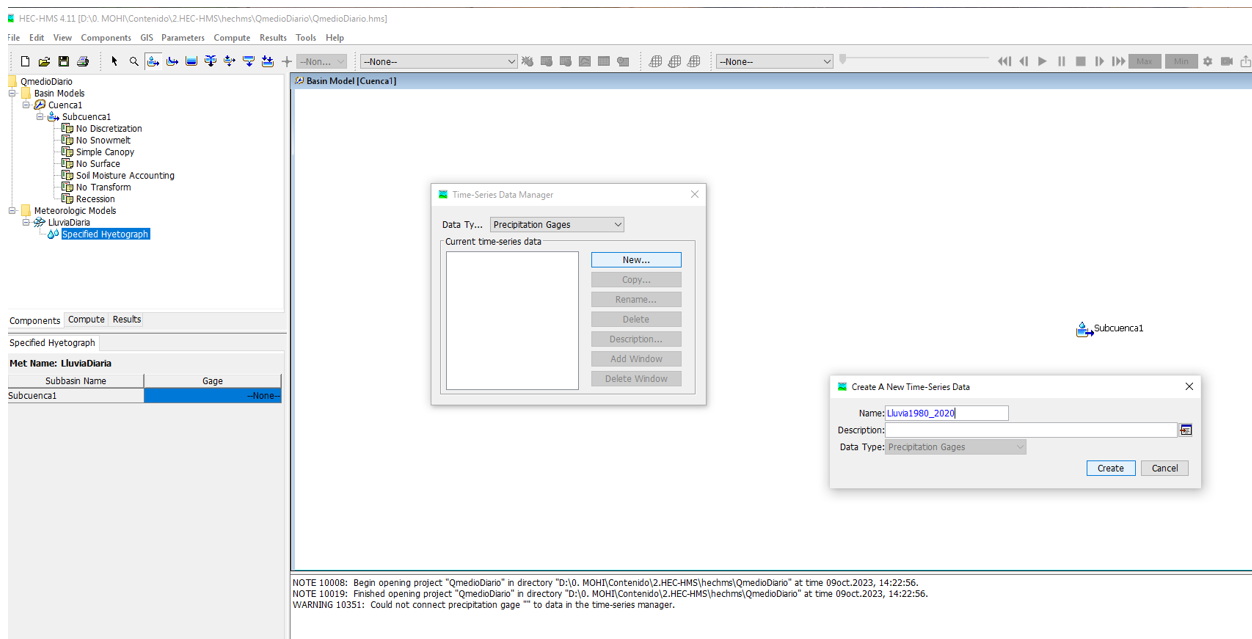 HEC-HMS 4.11 [D:\0. MOHI\Contenido\2.HEC-HMS\hechms\QmedioDiario\QmedioDiario.hms]
File Edit View Components GIS Parameters Compute Results Tools Help
--Non... --None-- --None-- Max Min
QmedioDiario
Basin Models
Cuenca1
Subcuenca1
No Discretization
No Snowmelt
Simple Canopy
No Surface
Soil Moisture Accounting
No Transform
Recession
Meteorologic Models
LluviaDiaria
Specified Hyetograph
Components Compute Results
Specified Hyetograph
Met Name: LluviaDiaria
Subbasin Name Gage
Subcuenca1 --None--
Basin Model [Cuenca1]
Time-Series Data Manager
Data Ty... Precipitation Gages
Current time-series data
New...
Copy...
Rename...
Delete
Description...
Add Window
Delete Window
Subcuenca1
Create A New Time-Series Data
Name: Lluvia1980_2020
Description:
Data Type: Precipitation Gages
Create Cancel
NOTE 10008: Begin opening project "QmedioDiario" in directory "D:\0. MOHI\Contenido\2.HEC-HMS\hechms\QmedioDiario" at time 09oct.2023, 14:22:56.
NOTE 10019: Finished opening project "QmedioDiario" in directory "D:\0. MOHI\Contenido\2.HEC-HMS\hechms\QmedioDiario" at time 09oct.2023, 14:22:56.
WARNING 10351: Could not connect precipitation gage "" to data in the time-series manager.